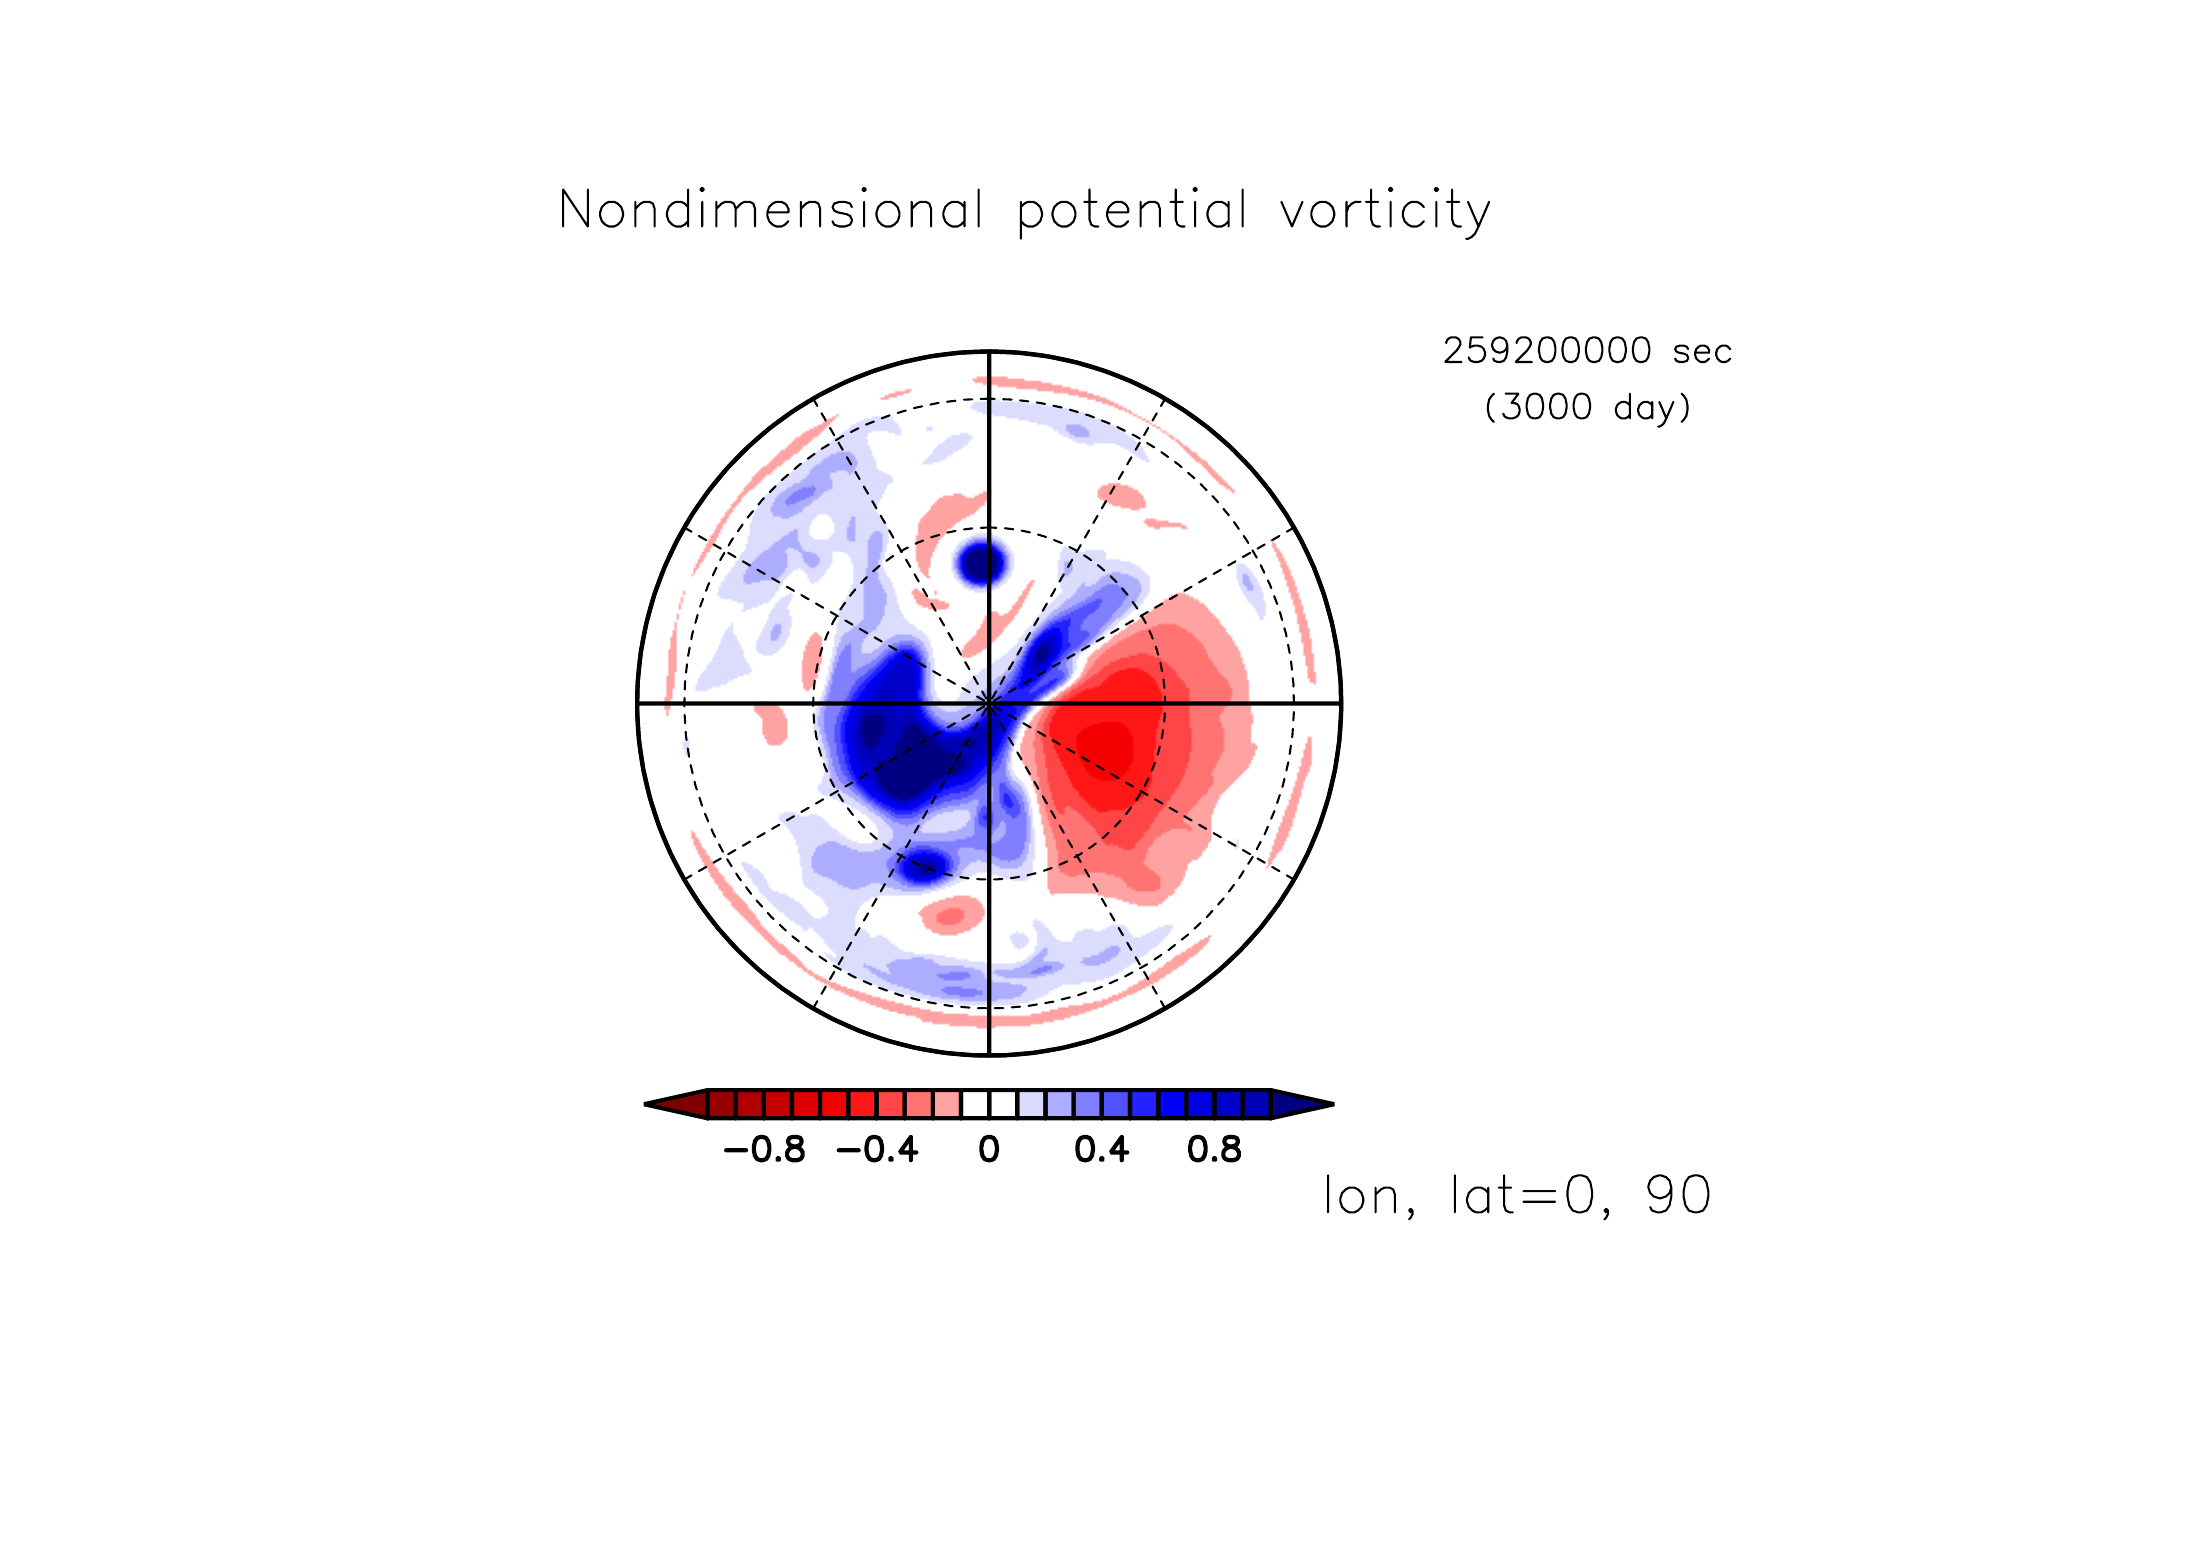 Nondimensional potential vorticity
259200000 sec
(3000 day)
−0.8 −0.4 0 0.4 0.8
lon, lat=0, 90